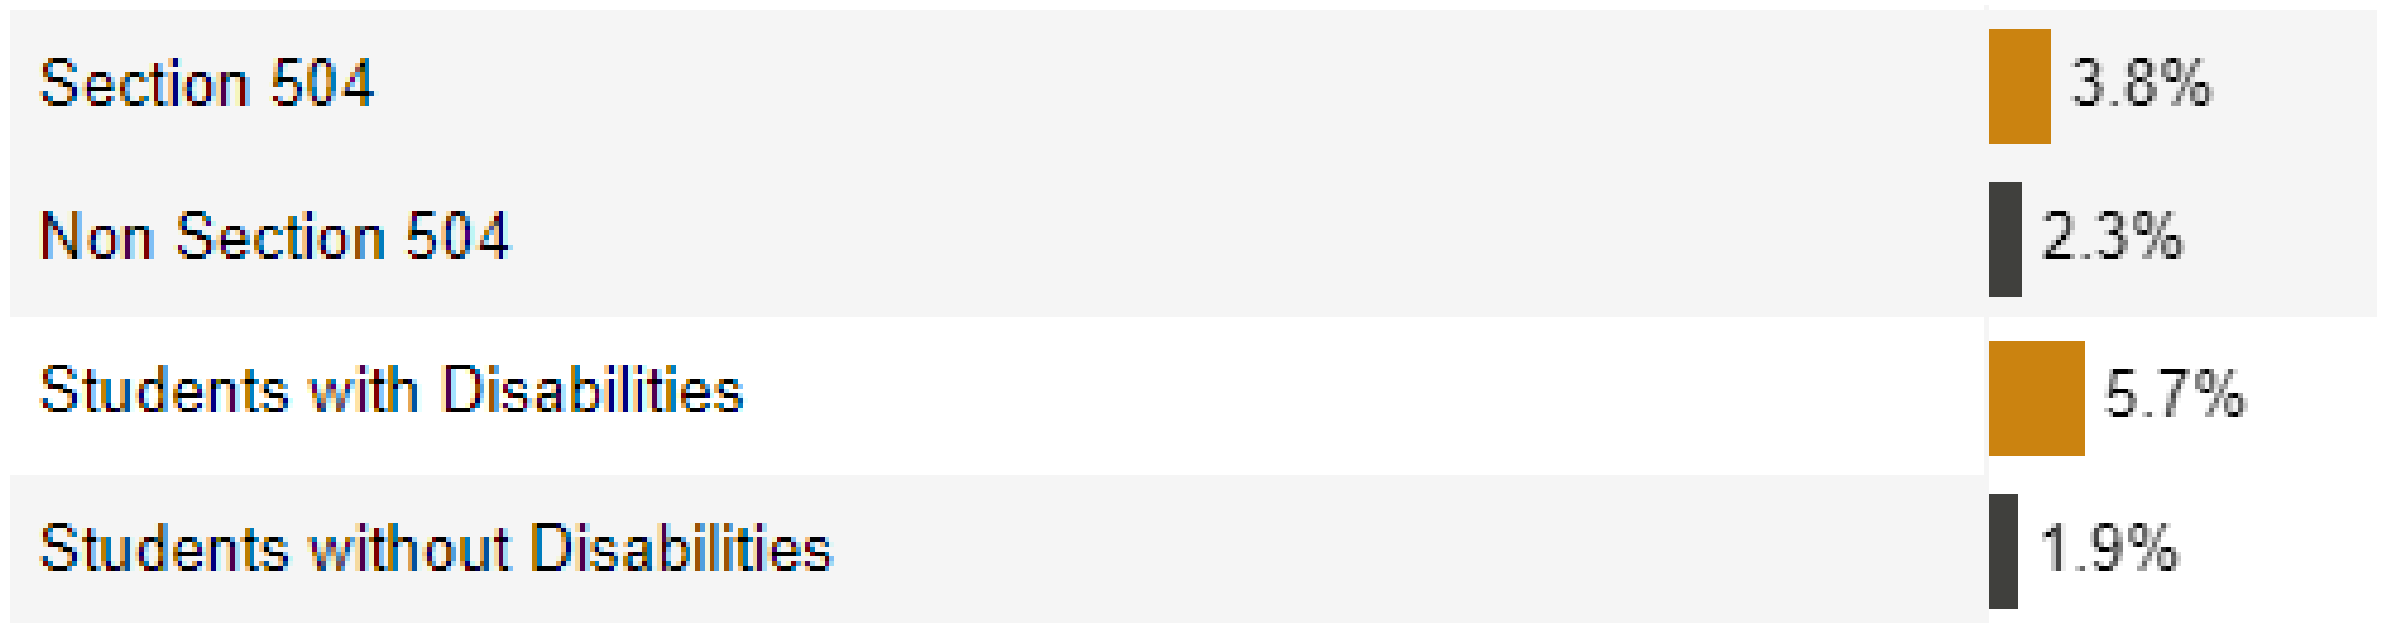 Section 504 3.8%
Non Section 504 2.3%
Students with Disabilities 5.7%
Students without Disabilities 1.9%